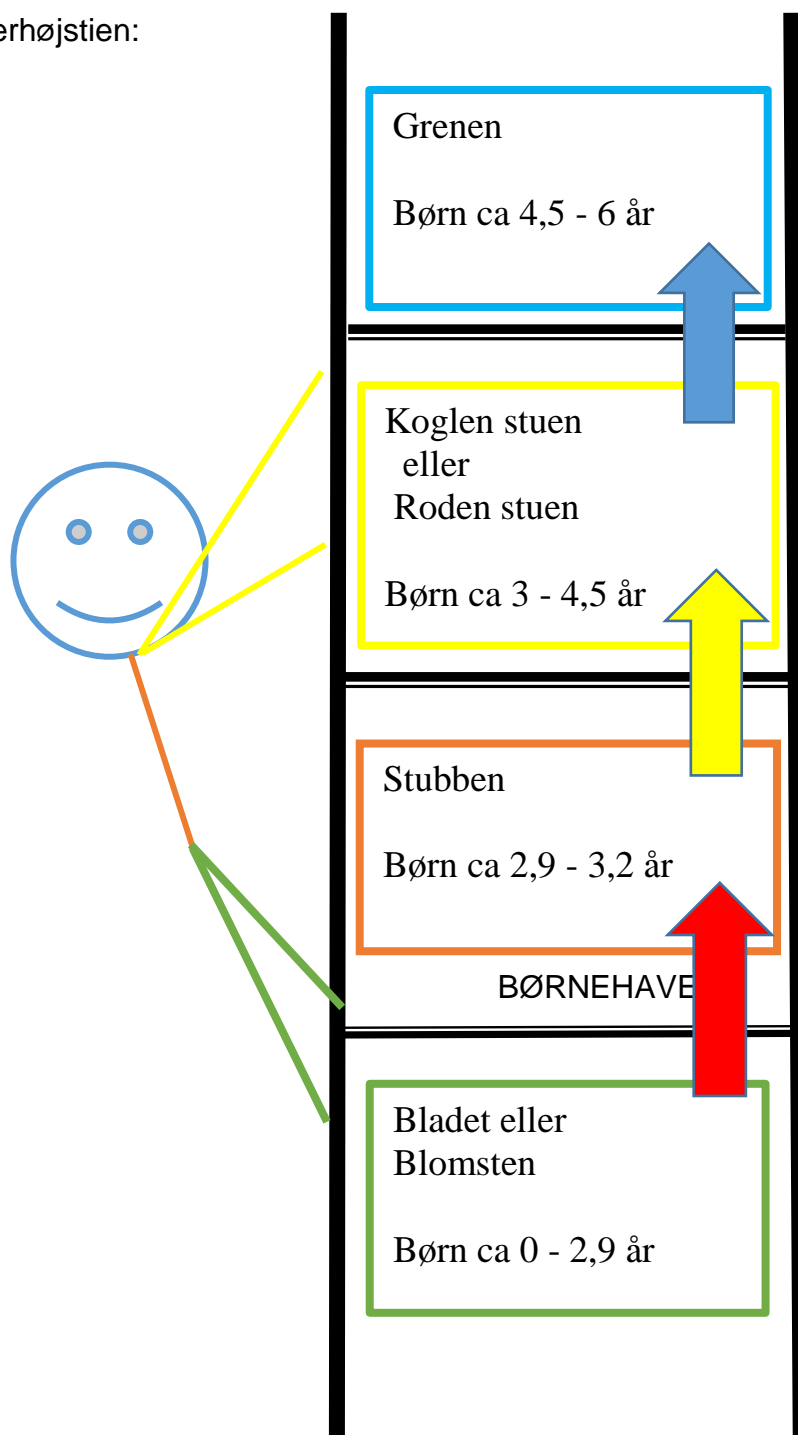 erhøjstien:
Grenen
Børn ca 4,5 - 6 år
Koglen stuen
eller
Roden stuen
Børn ca 3 - 4,5 år
Stubben
Børn ca 2,9 - 3,2 år
BØRNEHAVE
Bladet eller
Blomsten
Børn ca 0 - 2,9 år